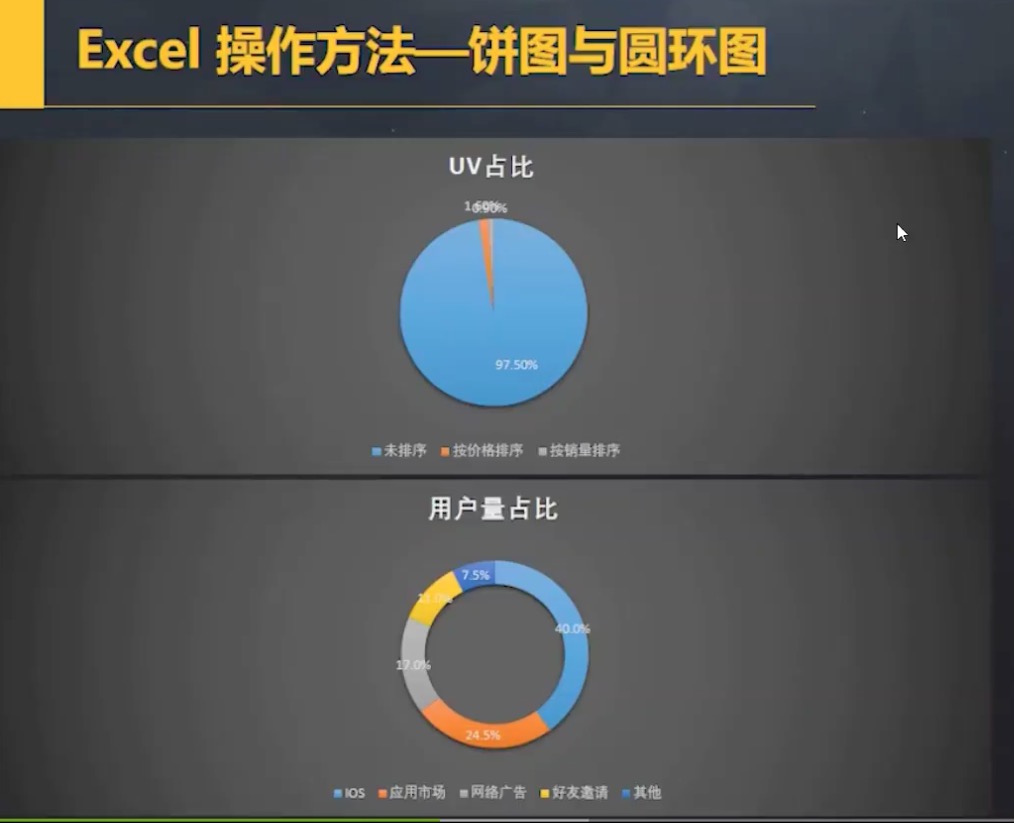 Excel 操作方法—饼图与圆环图
UV占比
1.60%
0.90%
97.50%
未排序 按价格排序 按销量排序
用户量占比
7.5%
11.0%
40.0%
17.0%
24.5%
IOS 应用市场 网络广告 好友邀请 其他